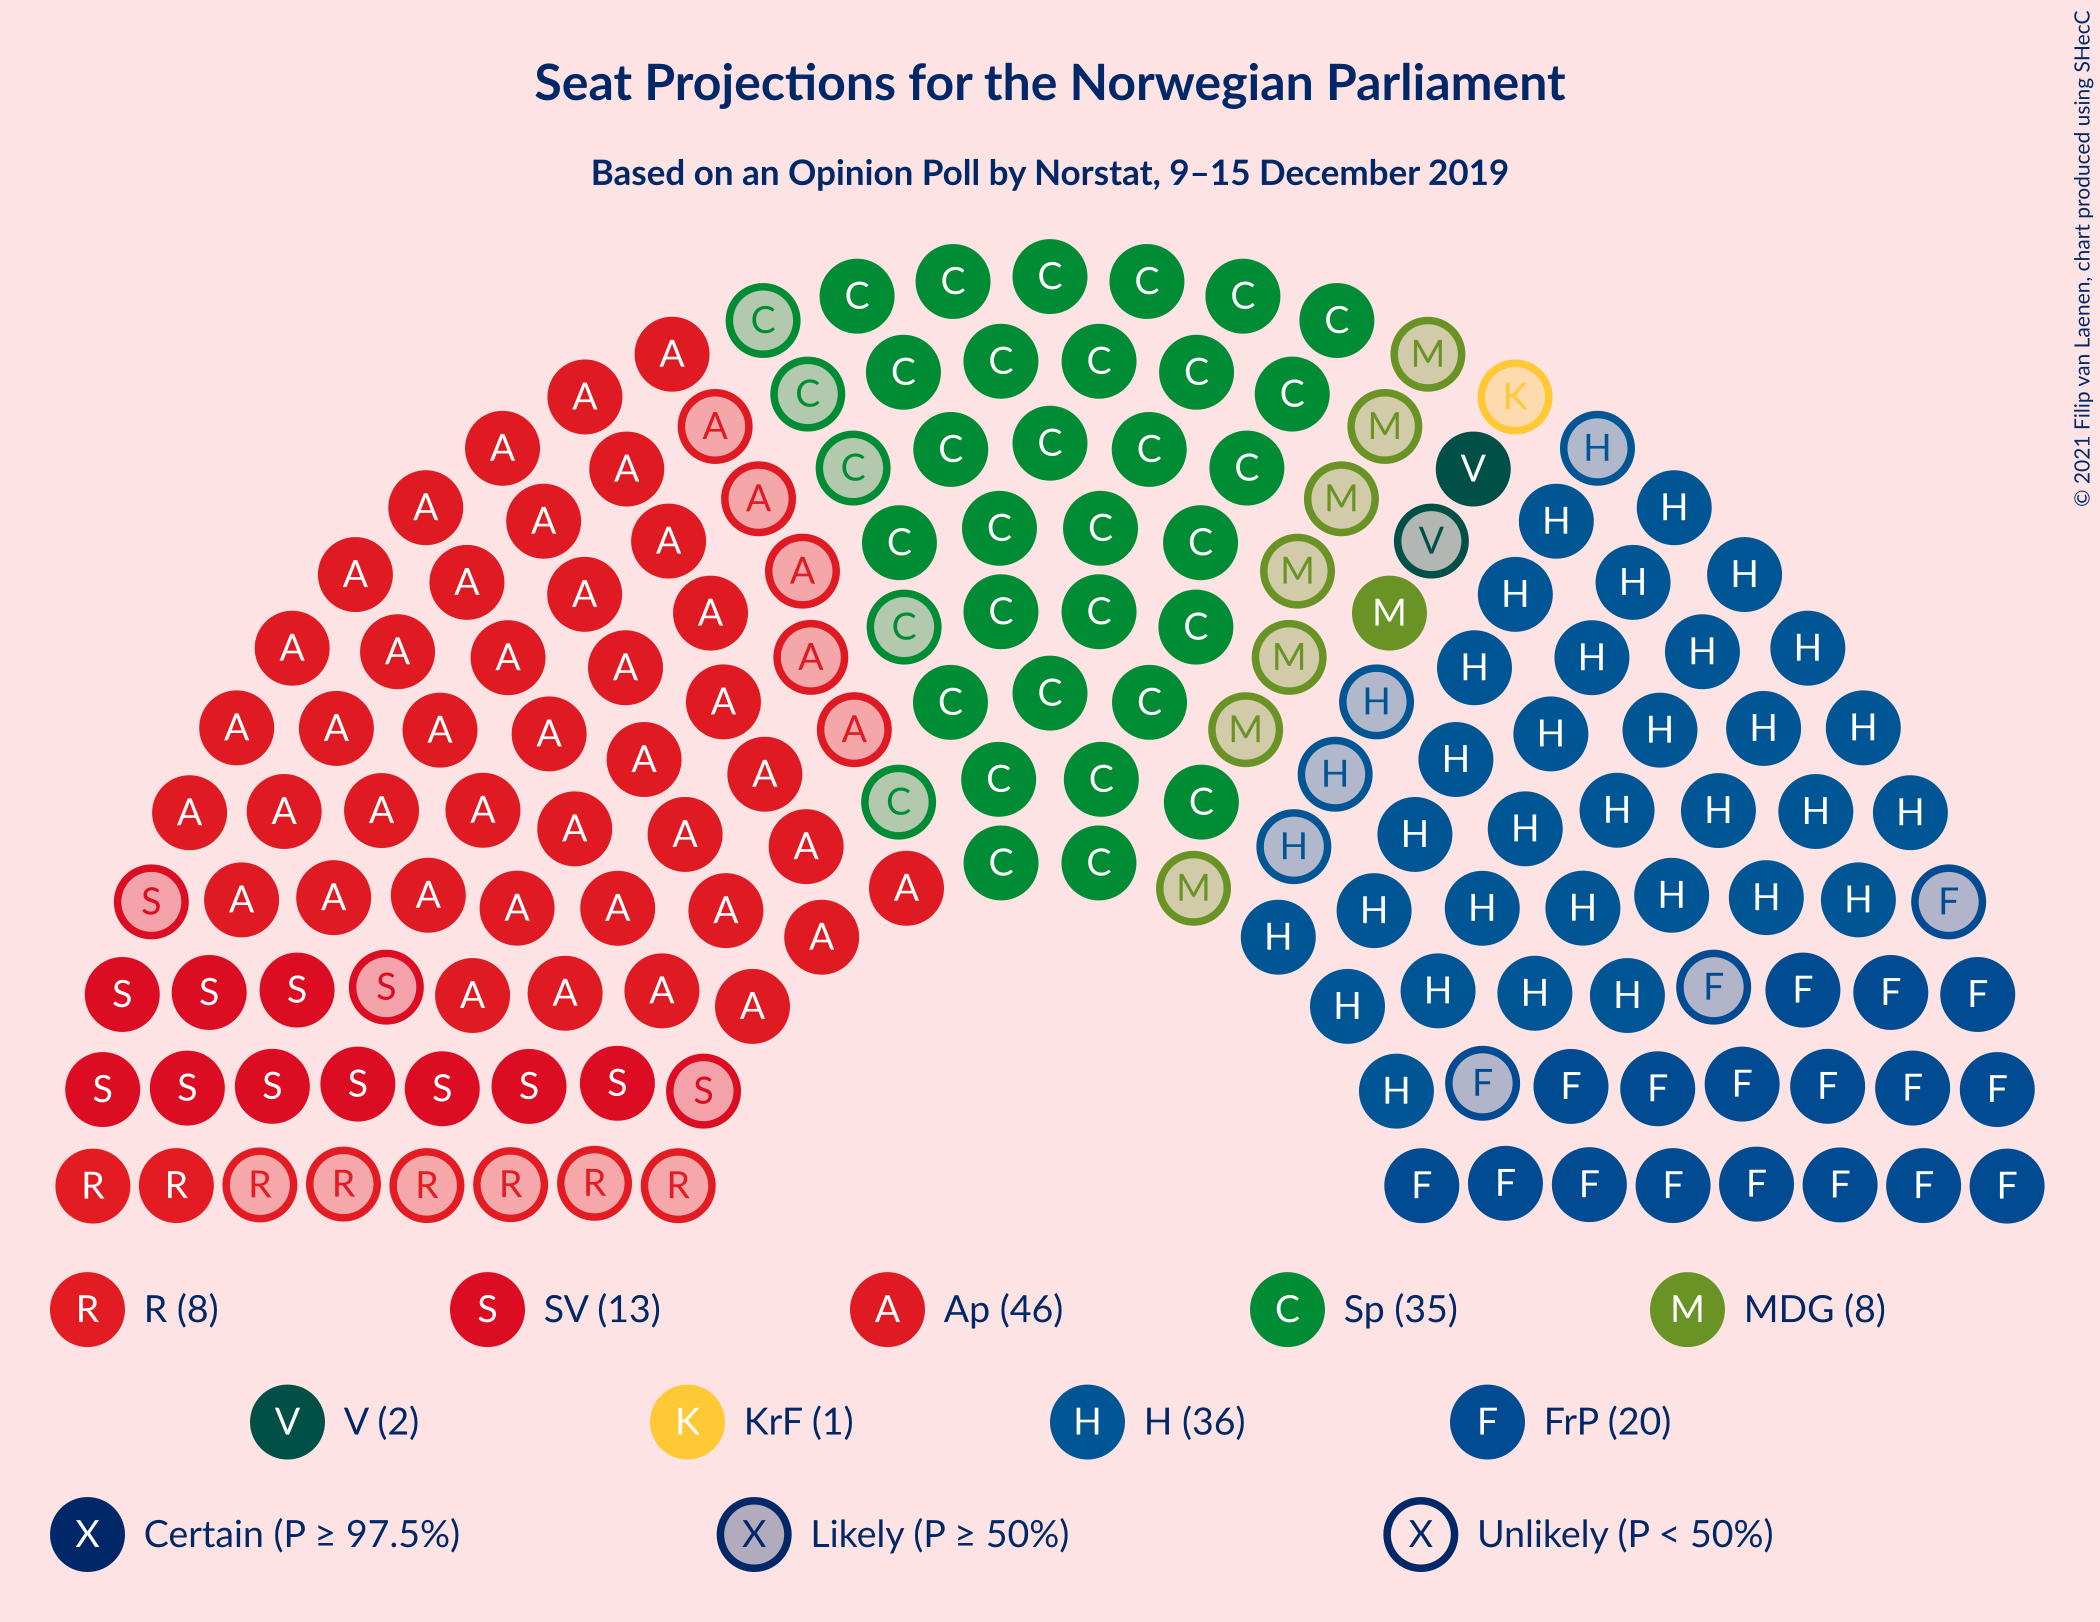 Seat Projections for the Norwegian Parliament
Based on an Opinion Poll by Norstat, 9–15 December 2019
© 2021 Filip van Laenen, chart produced using SHecC
C C C C C C C
A C C C C C C M
A A C C C C C M K
A A A C C C C M V H
A A A A C C C C M V H H
A A A A A C C C C M M H H H
A A A A A A C C C M H H H H H
A A A A A A A C C C C M H H H H H H
A A A A A A A A C C M H H H H H H H H
S A A A A A A A A H H H H H H H H F
S S S S A A A A H H H H F F F F
S S S S S S S S H F F F F F F F
R R R R R R R R F F F F F F F F
R R (8) S SV (13) A Ap (46) C Sp (35) M MDG (8)
V V (2) K KrF (1) H H (36) F FrP (20)
X Certain (P ≥ 97.5%) X Likely (P ≥ 50%) X Unlikely (P < 50%)